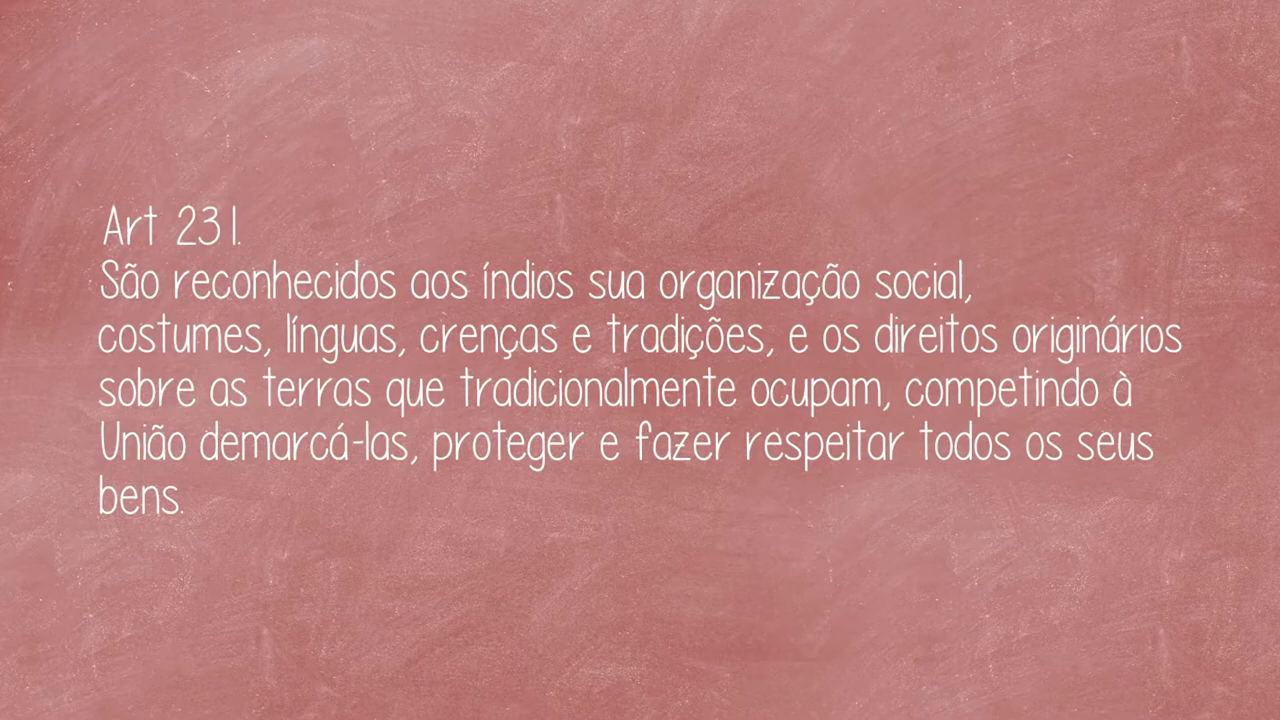 Art 231.
São reconhecidos aos índios sua organização social,
costumes, línguas, crenças e tradições, e os direitos originários
sobre as terras que tradicionalmente ocupam, competindo à
União demarcá-las, proteger e fazer respeitar todos os seus
bens.